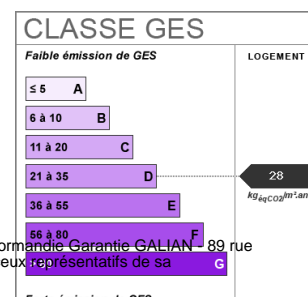 CLASSE GES
Faible émission de GES
LOGEMENT
≤ 5 A
6 à 10 B
11 à 20 C
21 à 35 D
28
kgéqCO2/m².an
36 à 55 E
56 à 80 F
ormandie Garantie GALIAN - 89 rue
eux représentatifs de sa
G